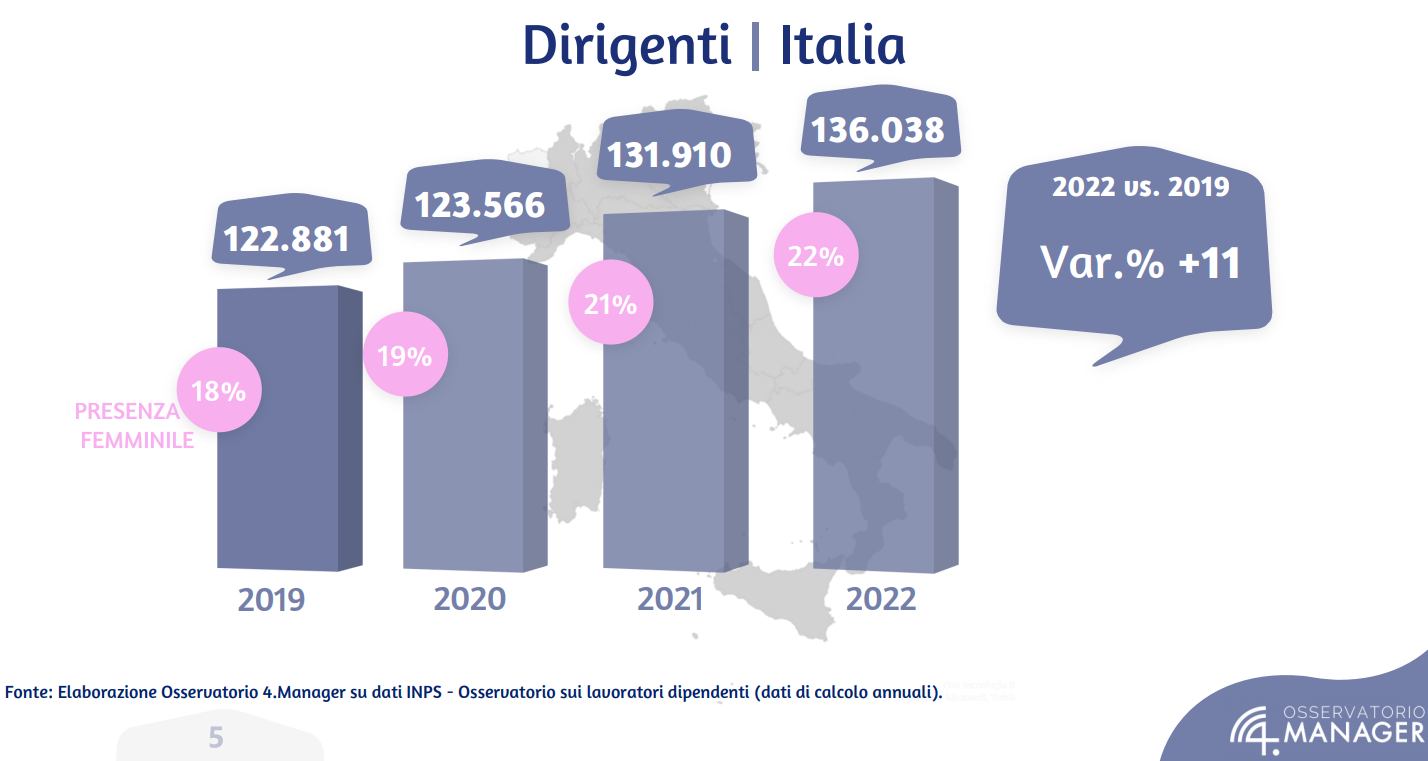 Dirigenti | Italia
136.038
131.910
123.566
122.881
2022 vs. 2019
Var.% +11
22%
21%
19%
18%
PRESENZA
FEMMINILE
2019
2020
2021
2022
Fonte: Elaborazione Osservatorio 4.Manager su dati INPS - Osservatorio sui lavoratori dipendenti (dati di calcolo annuali).
5
OSSERVATORIO
4.MANAGER